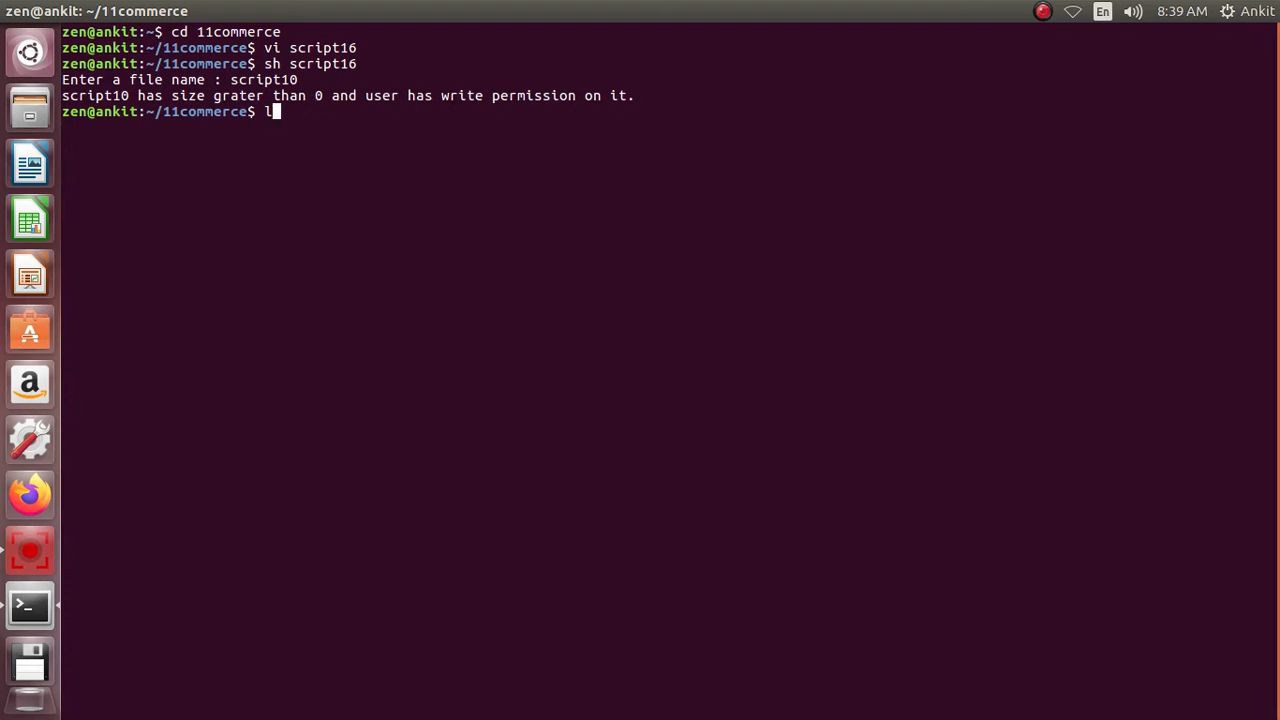 zen@ankit: ~/11commerce
En
8:39 AM
Ankit
zen@ankit:~$ cd 11commerce
zen@ankit:~/11commerce$ vi script16
zen@ankit:~/11commerce$ sh script16
Enter a file name : script10
script10 has size grater than 0 and user has write permission on it.
zen@ankit:~/11commerce$ l